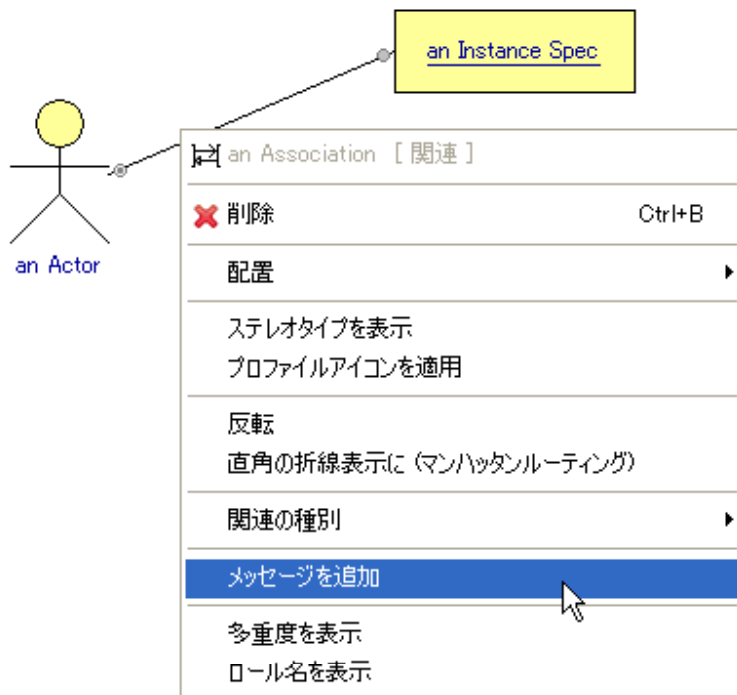 an Instance Spec
an Actor
an Association [ 関連 ]
削除 Ctrl+B
配置
ステレオタイプを表示
プロファイルアイコンを適用
反転
直角の折線表示に (マンハッタンルーティング)
関連の種別
メッセージを追加
多重度を表示
ロール名を表示